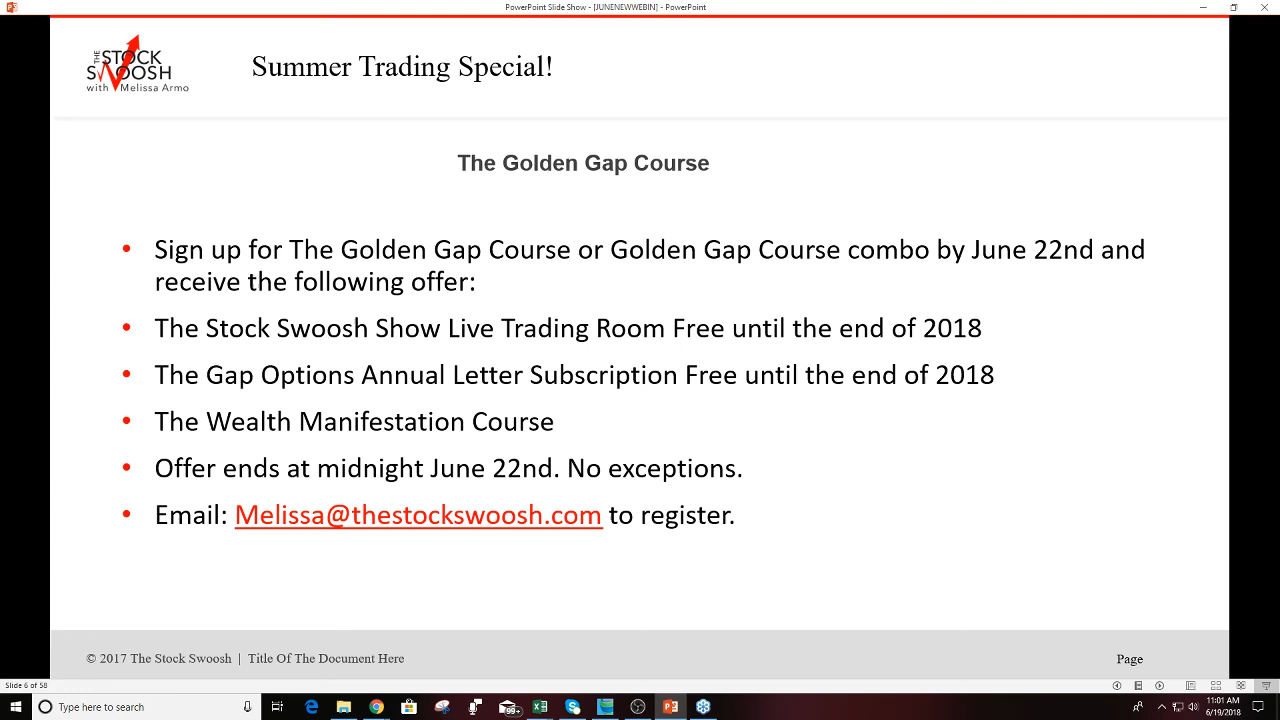 PowerPoint Slide Show - [JUNENEWWEBIN] - PowerPoint
THE STOCK
SWOOSH
with Melissa Armo
Summer Trading Special!
The Golden Gap Course
• Sign up for The Golden Gap Course or Golden Gap Course combo by June 22nd and
receive the following offer:
• The Stock Swoosh Show Live Trading Room Free until the end of 2018
• The Gap Options Annual Letter Subscription Free until the end of 2018
• The Wealth Manifestation Course
• Offer ends at midnight June 22nd. No exceptions.
• Email: Melissa@thestockswoosh.com to register.
© 2017 The Stock Swoosh | Title Of The Document Here
Page
Slide 6 of 58
Type here to search
99+
11:01 AM
6/19/2018